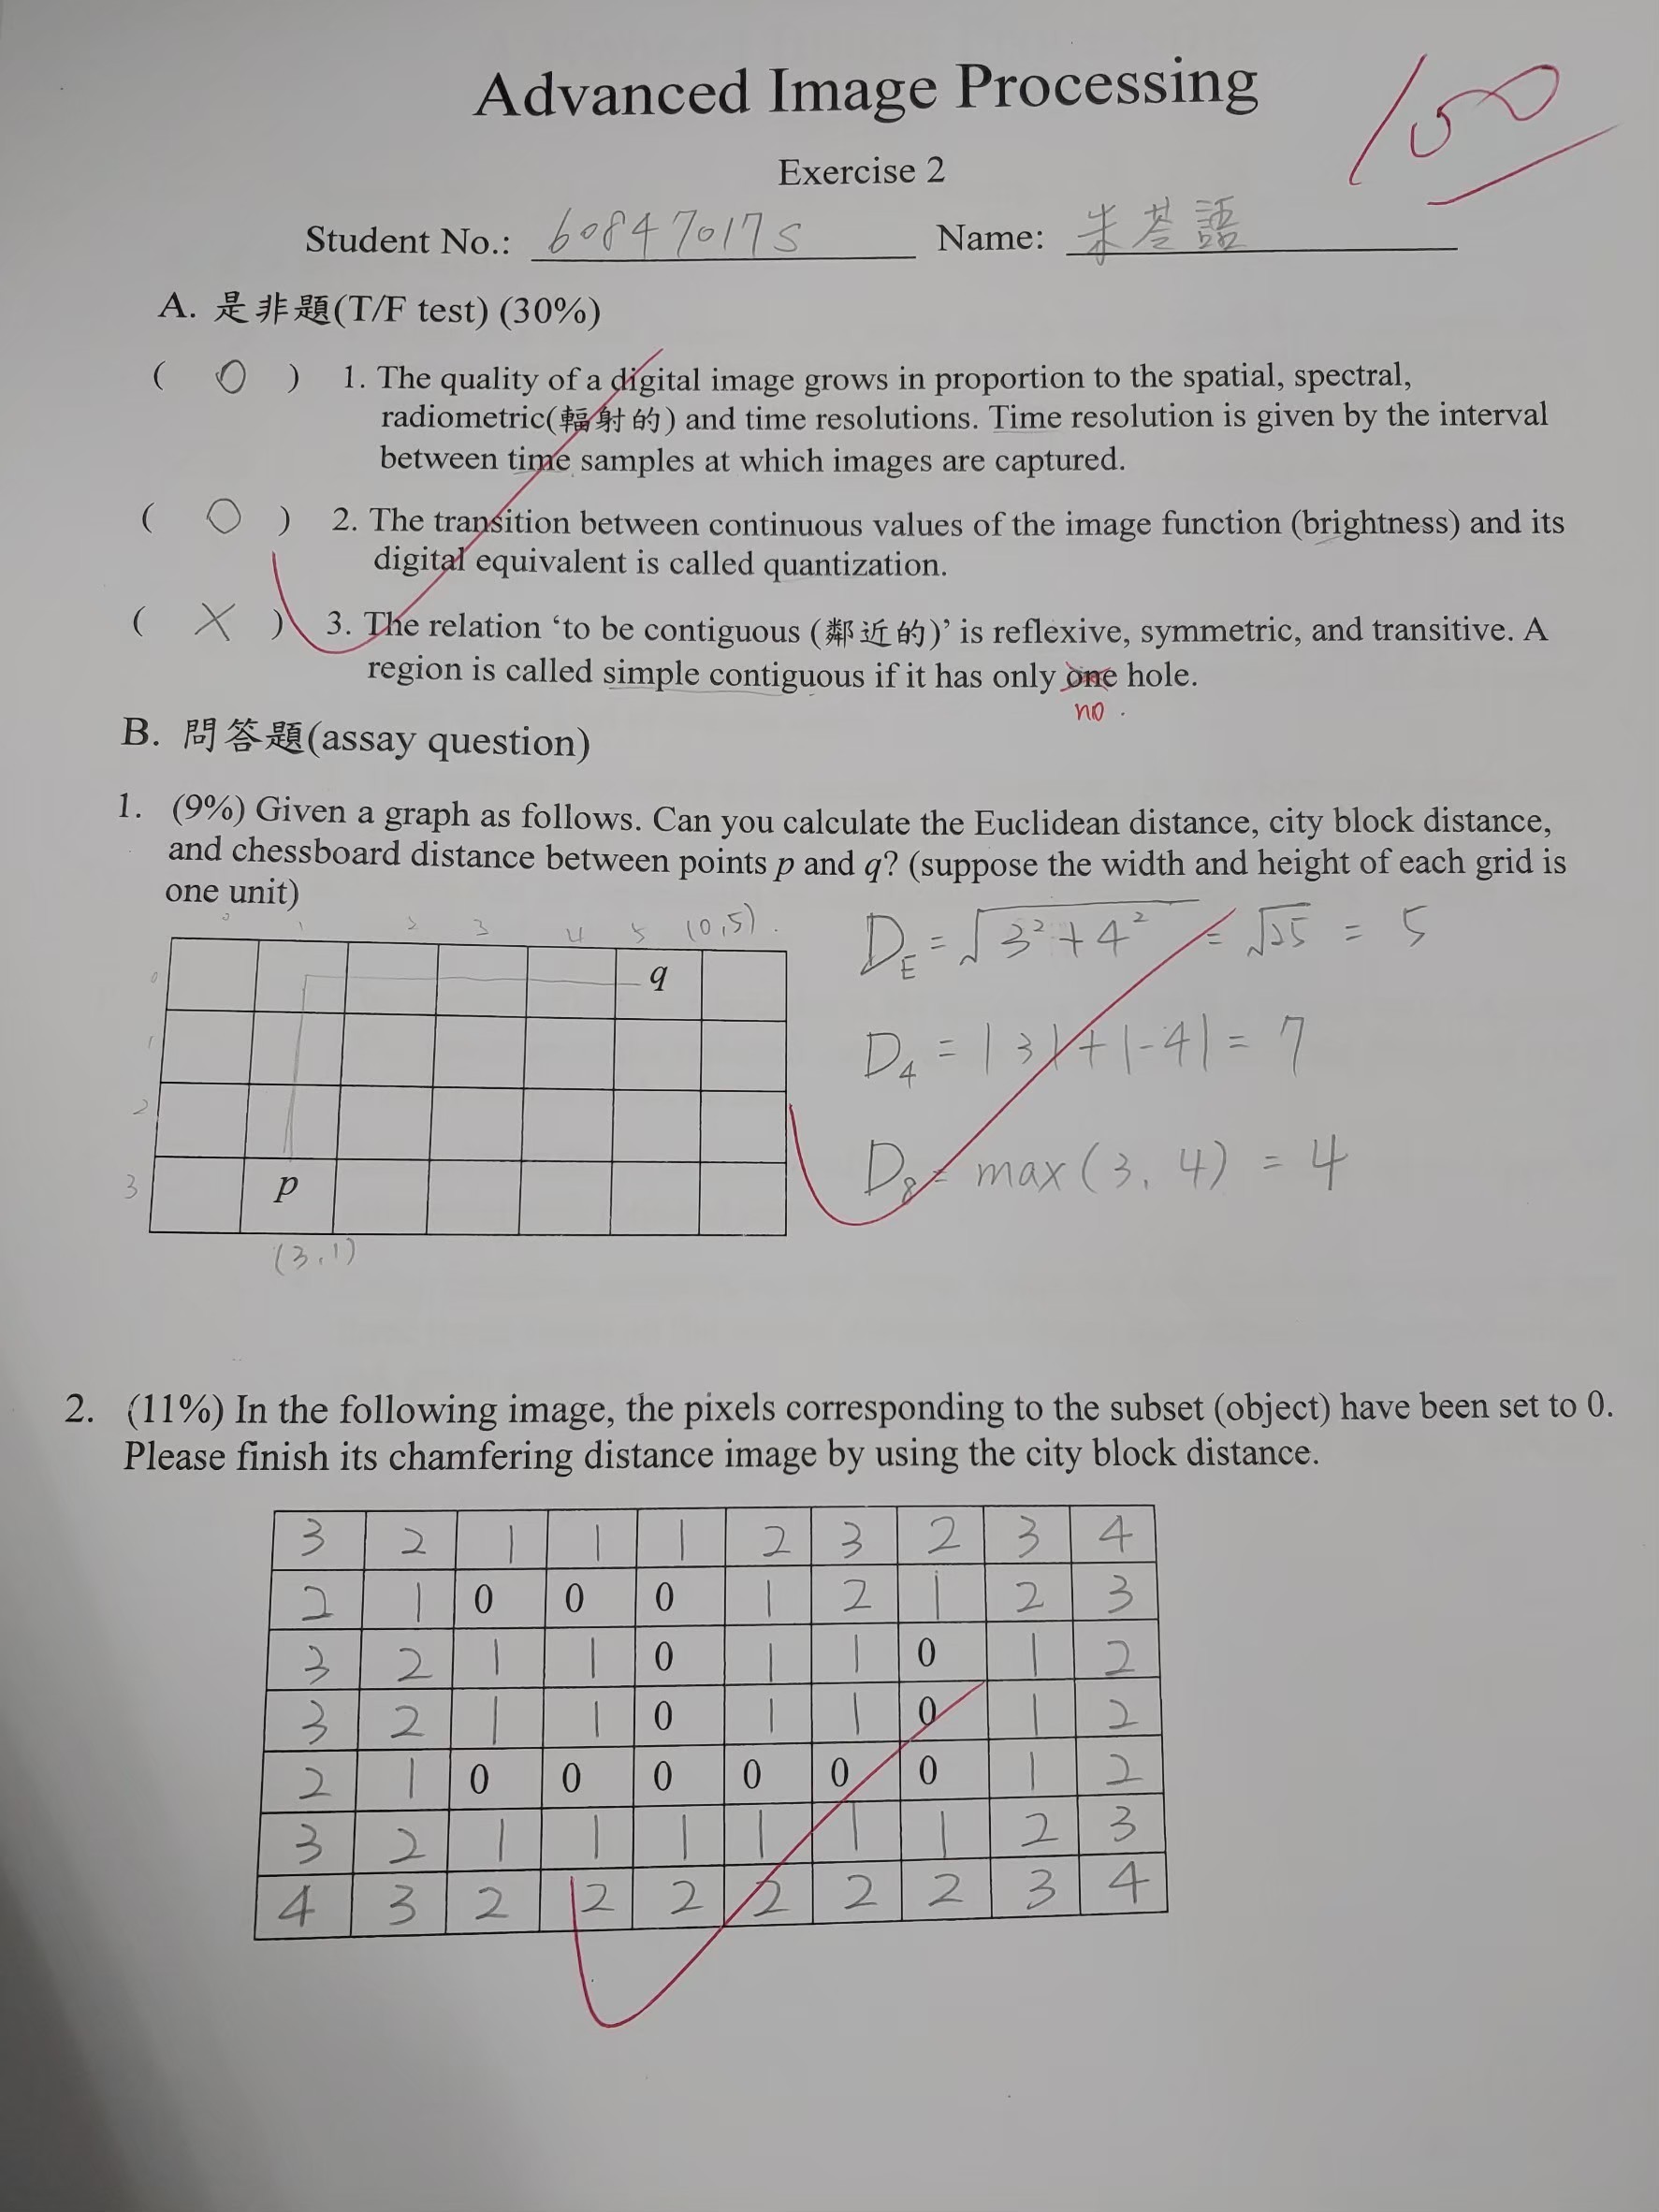 Advanced Image Processing
100
Exercise 2
Student No.: 60847017S Name: 朱苓語
A. 是非題(T/F test) (30%)
( O ) 1. The quality of a digital image grows in proportion to the spatial, spectral,
radiometric(輻射的) and time resolutions. Time resolution is given by the interval
between time samples at which images are captured.
( O ) 2. The transition between continuous values of the image function (brightness) and its
digital equivalent is called quantization.
( X ) 3. The relation ‘to be contiguous (鄰近的)’ is reflexive, symmetric, and transitive. A
region is called simple contiguous if it has only one hole.
no.
B. 問答題(assay question)
1. (9%) Given a graph as follows. Can you calculate the Euclidean distance, city block distance,
and chessboard distance between points p and q? (suppose the width and height of each grid is
one unit)
0 1 2 3 4 5 (0,5).
0 q
1
2
3 p
(3,1)
D_E = √3²+4² = √25 = 5
D_4 = |3|+|-4| = 7
D_8 = max(3,4) = 4
2. (11%) In the following image, the pixels corresponding to the subset (object) have been set to 0.
Please finish its chamfering distance image by using the city block distance.
3 2 1 1 1 2 3 2 3 4
2 1 0 0 0 1 2 1 2 3
3 2 1 1 0 1 1 0 1 2
3 2 1 1 0 1 1 0 1 2
2 1 0 0 0 0 0 0 1 2
3 2 1 1 1 1 1 1 2 3
4 3 2 2 2 2 2 2 3 4